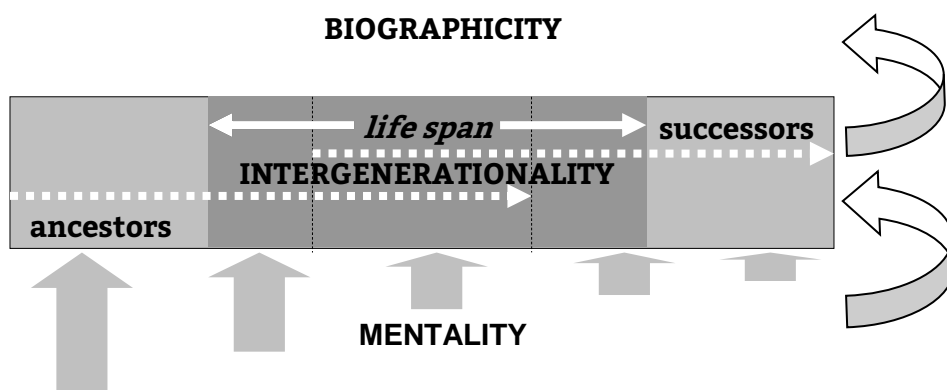 BIOGRAPHICITY
life span
successors
INTERGENERATIONALITY
ancestors
MENTALITY